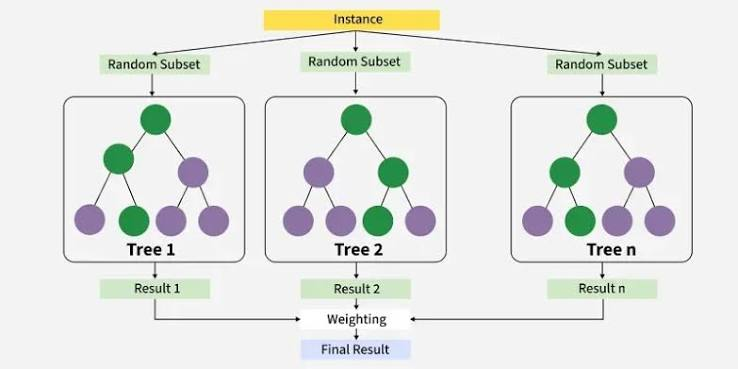 Instance
Random Subset
Random Subset
Random Subset
Tree 1
Tree 2
Tree n
Result 1
Result 2
Result n
Weighting
Final Result